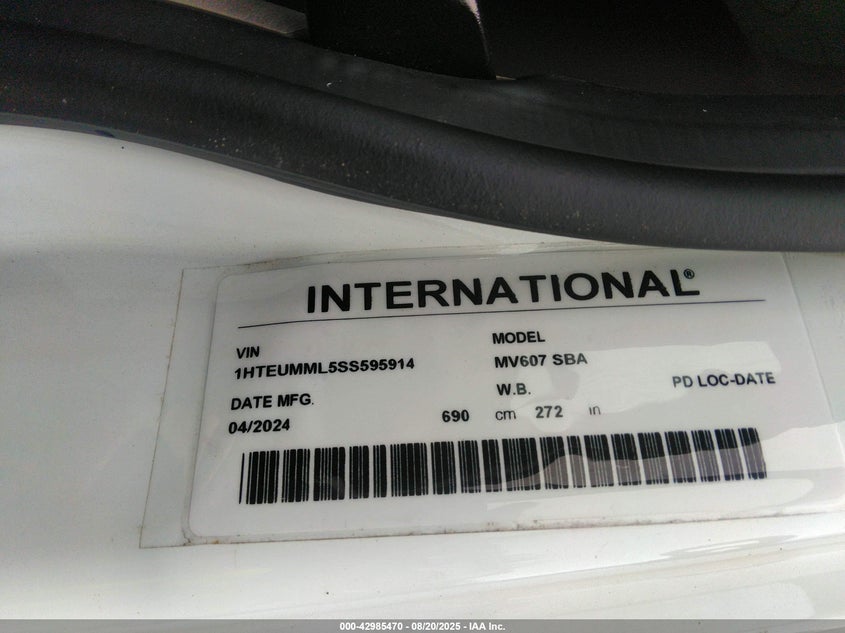 INTERNATIONAL®
VIN
1HTEUMML5SS595914
MODEL
MV607 SBA
DATE MFG.
04/2024
W.B.
690 cm 272 in
PD LOC-DATE
000-42985470 - 08/20/2025 - IAA Inc.